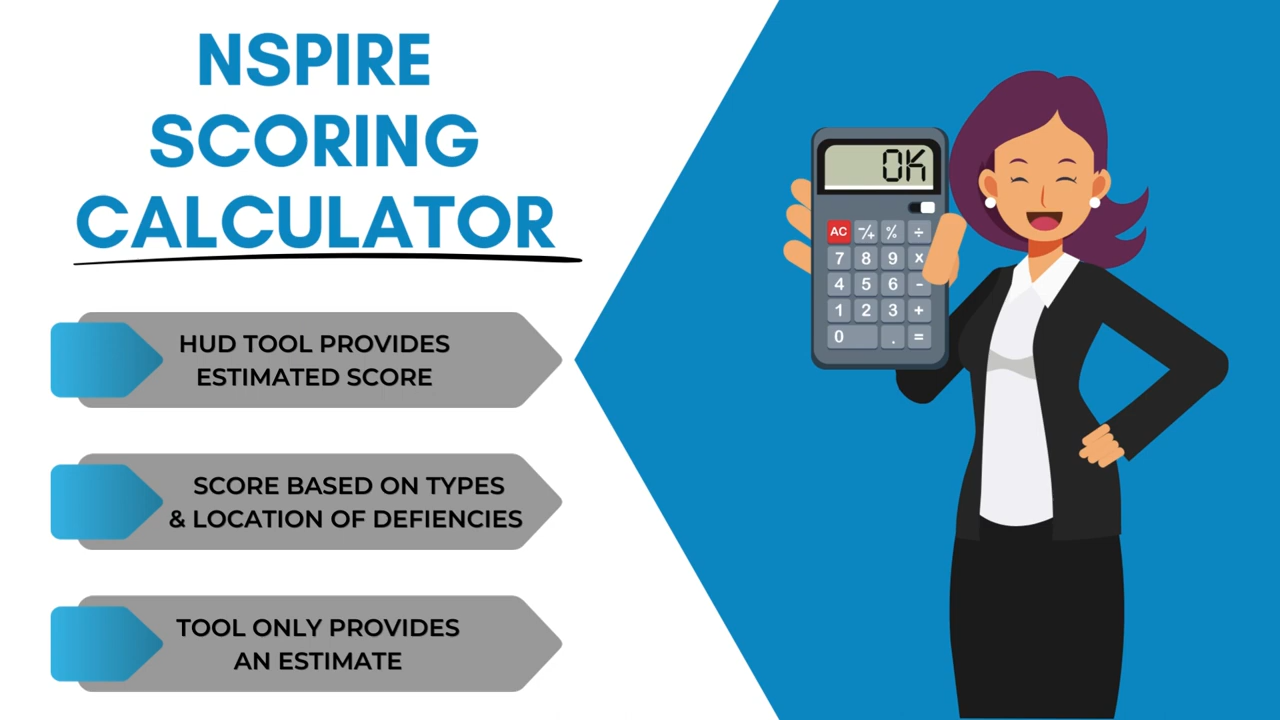 NSPIRE
SCORING
CALCULATOR
HUD TOOL PROVIDES
ESTIMATED SCORE
SCORE BASED ON TYPES
& LOCATION OF DEFIENCIES
TOOL ONLY PROVIDES
AN ESTIMATE
OK
AC -/+ % ÷
7 8 9 x
4 5 6 -
1 2 3 +
0 . =